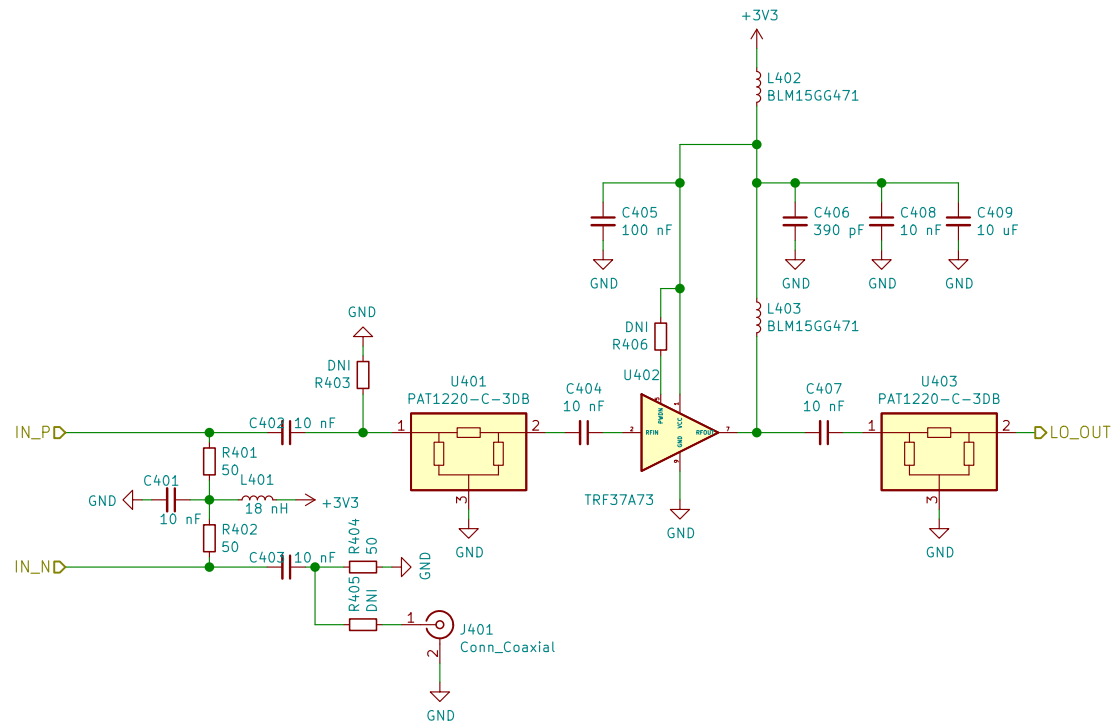 +3V3
L402
BLM15GG471
C405
100 nF
C406
390 pF
C408
10 nF
C409
10 uF
GND
GND
GND
GND
L403
BLM15GG471
GND
DNI
R403
DNI
R406
U401
PAT1220-C-3DB
C404
10 nF
U402
C407
10 nF
U403
PAT1220-C-3DB
IN_P
C402
10 nF
1
2
3
2
RFIN
5
PWDN
1
VCC
GND
9
RFOUT
7
1
2
3
LO_OUT
R401
50
C401
10 nF
GND
L401
18 nH
+3V3
TRF37A73
GND
GND
GND
R402
50
IN_N
C403
10 nF
R404
50
GND
R405
DNI
1
2
J401
Conn_Coaxial
GND